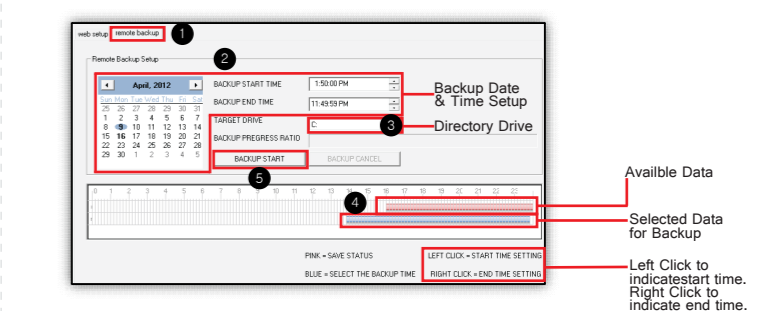 web setup remote backup 1
Remote Backup Setup
2
April, 2012
Sun Mon Tue Wed Thu Fri Sat
25 26 27 28 29 30 31
1 2 3 4 5 6 7
8 9 10 11 12 13 14
15 16 17 18 19 20 21
22 23 24 25 26 27 28
29 30 1 2 3 4 5
BACKUP START TIME 1:50:00 PM
BACKUP END TIME 11:49:59 PM
TARGET DRIVE C:
3
BACKUP PREGRESS RATIO
BACKUP START BACKUP CANCEL
5
Backup Date
& Time Setup
Directory Drive
0 1 2 3 4 5 6 7 8 9 10 11 12 13 14 15 16 17 18 19 20 21 22 23
4
Availble Data
Selected Data
for Backup
PINK = SAVE STATUS LEFT CLICK = START TIME SETTING
BLUE = SELECT THE BACKUP TIME RIGHT CLICK = END TIME SETTING
Left Click to
indicatestart time.
Right Click to
indicate end time.